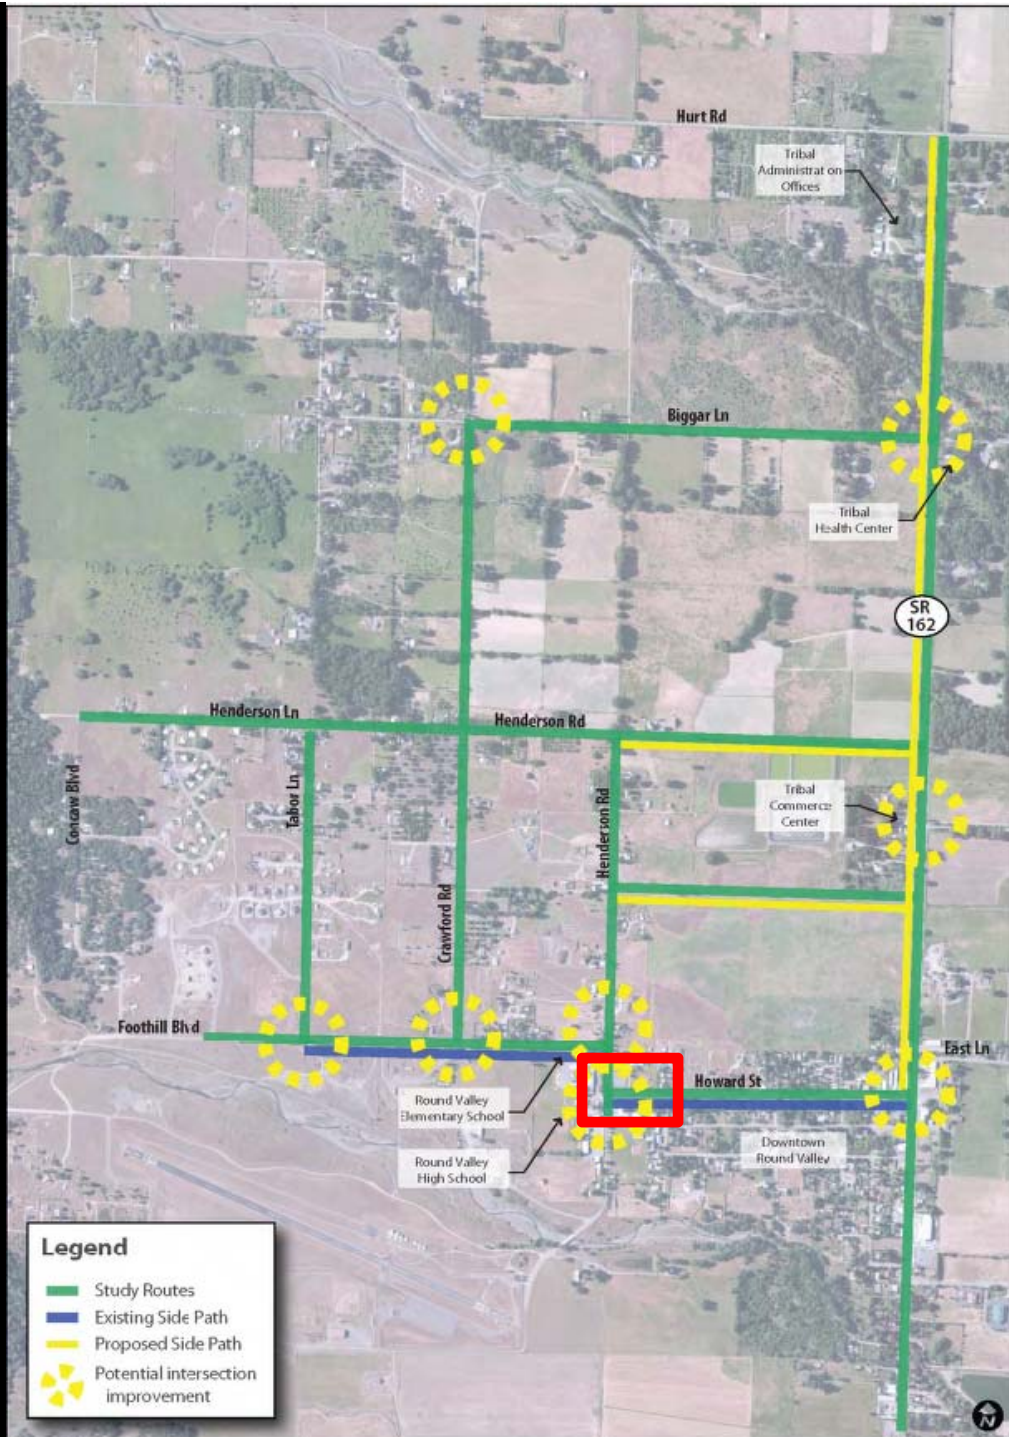 Hurt Rd
Tribal
Administration
Offices
Biggar Ln
Tribal
Health Center
SR
162
Henderson Ln
Henderson Rd
Concaw Blvd
Tabor Ln
Henderson Rd
Tribal
Commerce
Center
Crawford Rd
Foothill Blvd
East Ln
Howard St
Round Valley
Elementary School
Downtown
Round Valley
Round Valley
High School
Legend
Study Routes
Existing Side Path
Proposed Side Path
Potential intersection
improvement
N